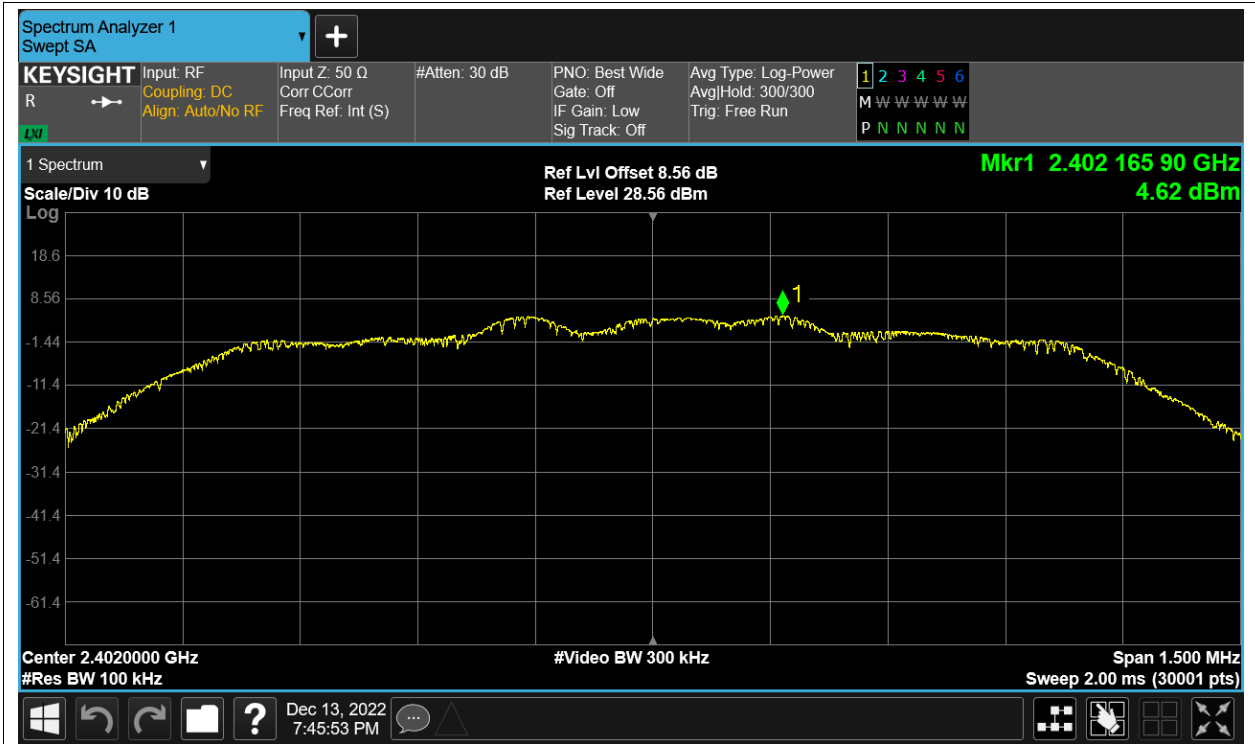 Spectrum Analyzer 1
Swept SA
KEYSIGHT
R
LXI
Input: RF
Coupling: DC
Align: Auto/No RF
Input Z: 50 Ω
Corr CCorr
Freq Ref: Int (S)
#Atten: 30 dB
PNO: Best Wide
Gate: Off
IF Gain: Low
Sig Track: Off
Avg Type: Log-Power
Avg|Hold: 300/300
Trig: Free Run
1 2 3 4 5 6
M W W W W W
P N N N N N
1 Spectrum
Scale/Div 10 dB
Log
Ref Lvl Offset 8.56 dB
Ref Level 28.56 dBm
Mkr1 2.402 165 90 GHz
4.62 dBm
18.6
8.56
-1.44
-11.4
-21.4
-31.4
-41.4
-51.4
-61.4
1
Center 2.4020000 GHz
#Res BW 100 kHz
#Video BW 300 kHz
Span 1.500 MHz
Sweep 2.00 ms (30001 pts)
?
Dec 13, 2022
7:45:53 PM